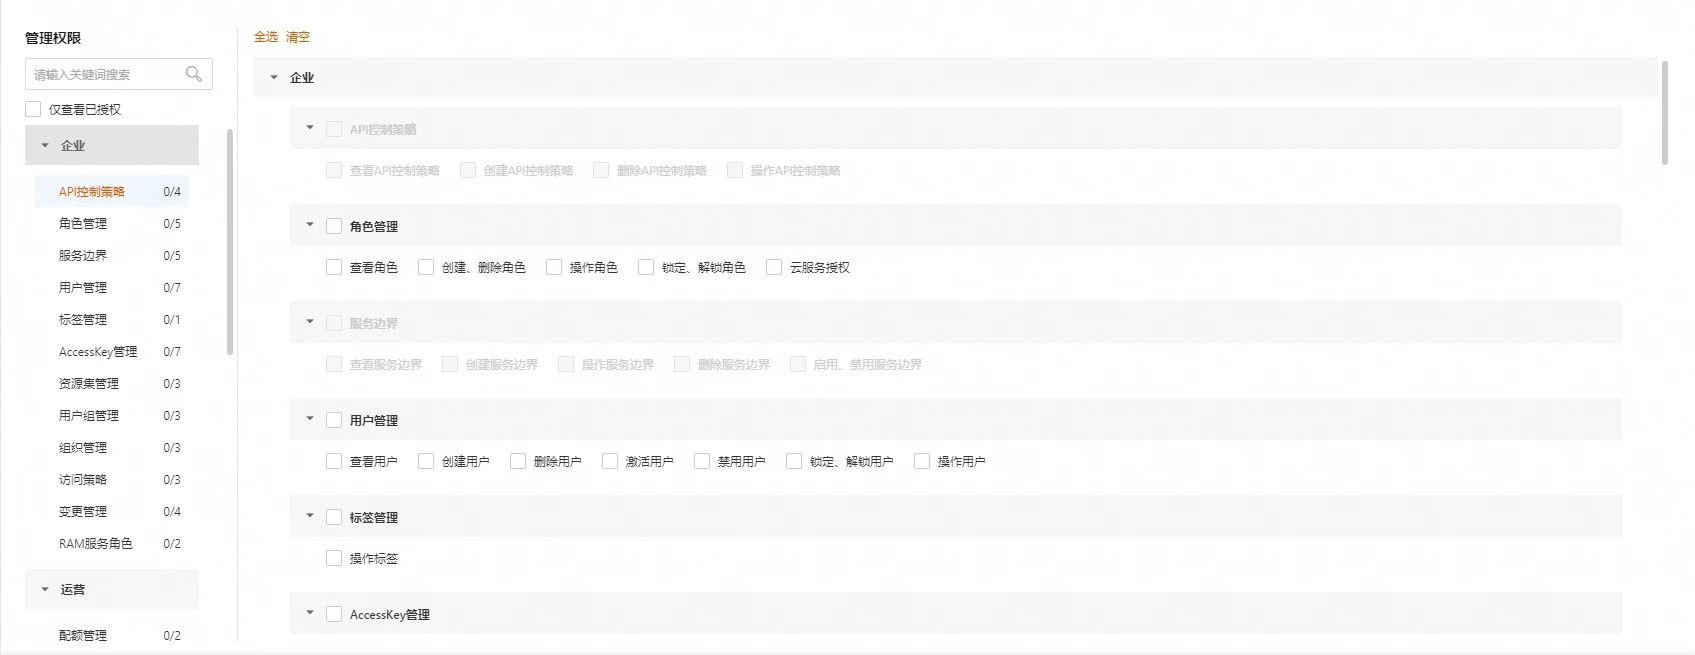 管理权限
请输入关键词搜索
仅查看已授权
企业
API控制策略 0/4
角色管理 0/5
服务边界 0/5
用户管理 0/7
标签管理 0/1
AccessKey管理 0/7
资源集管理 0/3
用户组管理 0/3
组织管理 0/3
访问策略 0/3
变更管理 0/4
RAM服务角色 0/2
运营
配额管理 0/2
全选 清空
企业
API控制策略
查看API控制策略 创建API控制策略 删除API控制策略 操作API控制策略
角色管理
查看角色 创建、删除角色 操作角色 锁定、解锁角色 云服务授权
服务边界
查看服务边界 创建服务边界 操作服务边界 删除服务边界 启用、禁用服务边界
用户管理
查看用户 创建用户 删除用户 激活用户 禁用用户 锁定、解锁用户 操作用户
标签管理
操作标签
AccessKey管理